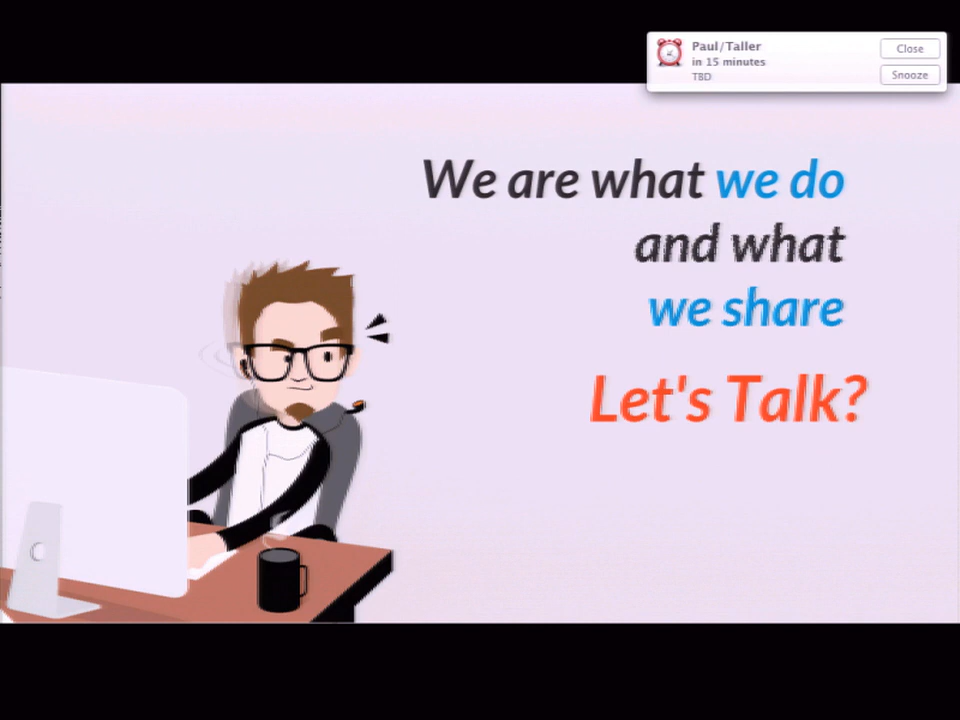 Paul/Taller
in 15 minutes
TBD
Close
Snooze
We are what we do
and what
we share
Let's Talk?